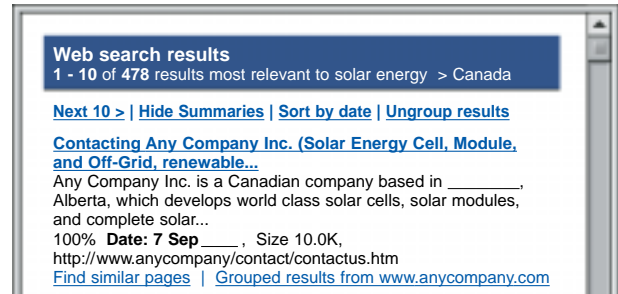 Web search results
1 - 10 of 478 results most relevant to solar energy > Canada
Next 10 > | Hide Summaries | Sort by date | Ungroup results
Contacting Any Company Inc. (Solar Energy Cell, Module,
and Off-Grid, renewable...
Any Company Inc. is a Canadian company based in ________,
Alberta, which develops world class solar cells, solar modules,
and complete solar...
100% Date: 7 Sep____ , Size 10.0K,
http://www.anycompany/contact/contactus.htm
Find similar pages | Grouped results from www.anycompany.com